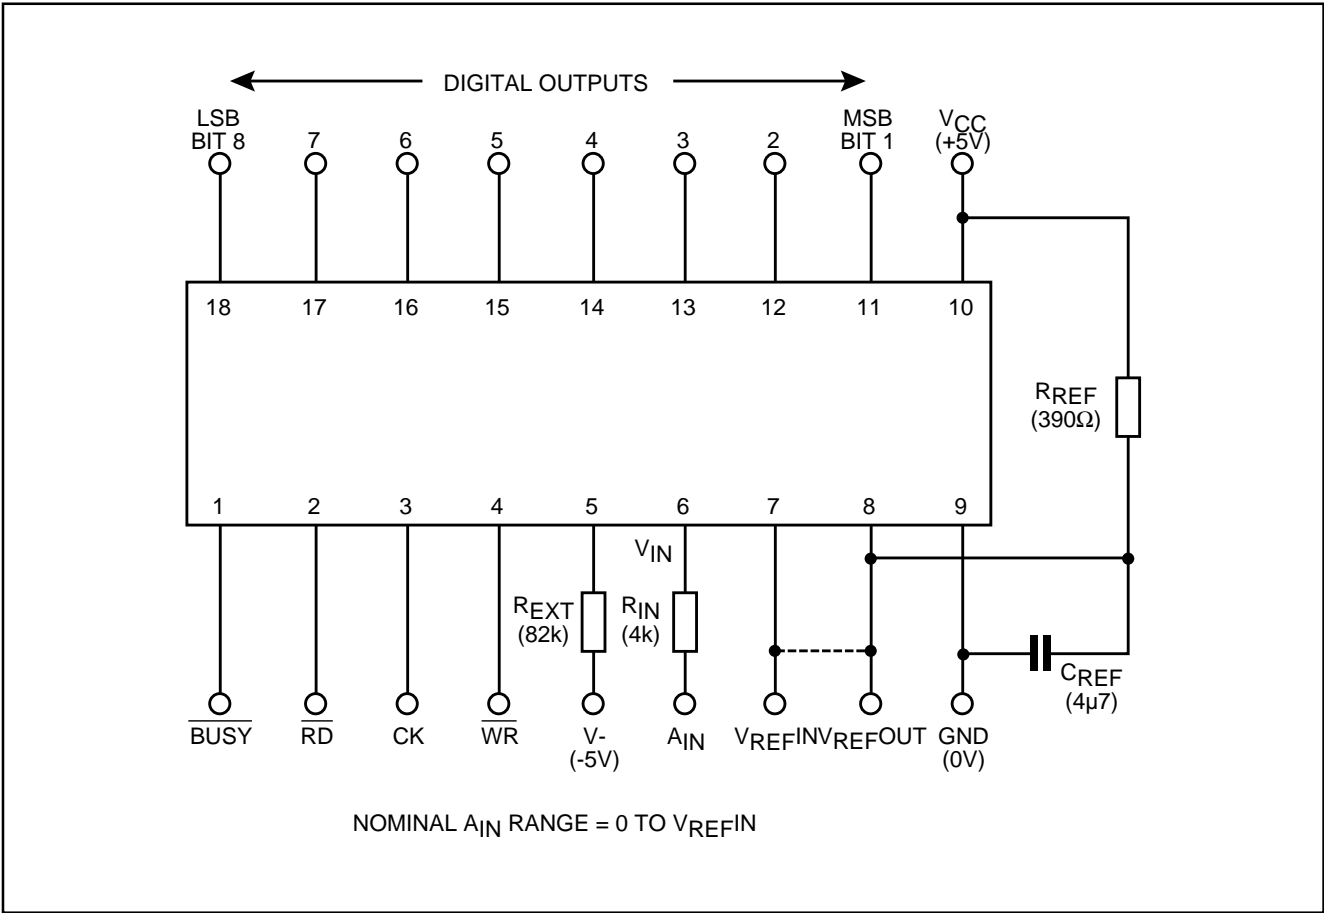 DIGITAL OUTPUTS
LSB MSB VCC
BIT 8 7 6 5 4 3 2 BIT 1 (+5V)
18 17 16 15 14 13 12 11 10
RREF
(390Ω)
1 2 3 4 5 6 7 8 9
VIN
REXT RIN
(82k) (4k)
CREF
(4µ7)
BUSY RD CK WR V- AIN VREFIN VREFOUT GND
(-5V) (0V)
NOMINAL AIN RANGE = 0 TO VREFIN